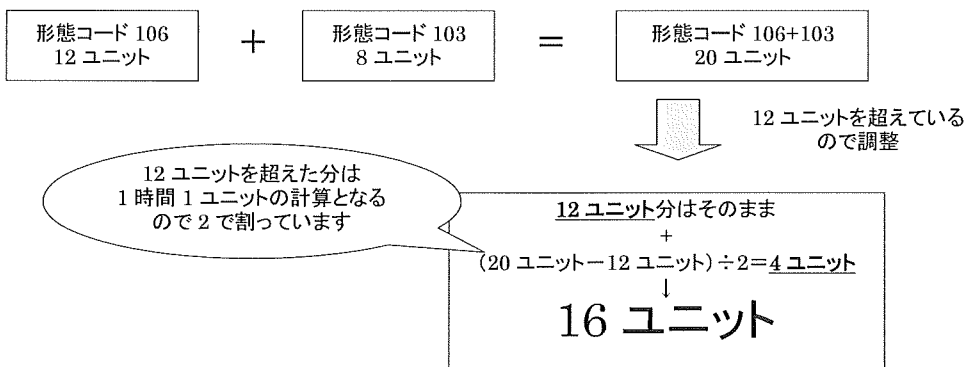 形態コード 106
12 ユニット
+
形態コード 103
8 ユニット
=
形態コード 106+103
20 ユニット
12 ユニットを超えている
ので調整
12 ユニットを超えた分は
1 時間 1 ユニットの計算となる
ので 2 で割っています
12 ユニット分はそのまま
+
(20 ユニット－12 ユニット)÷2=4 ユニット
↓
16 ユニット